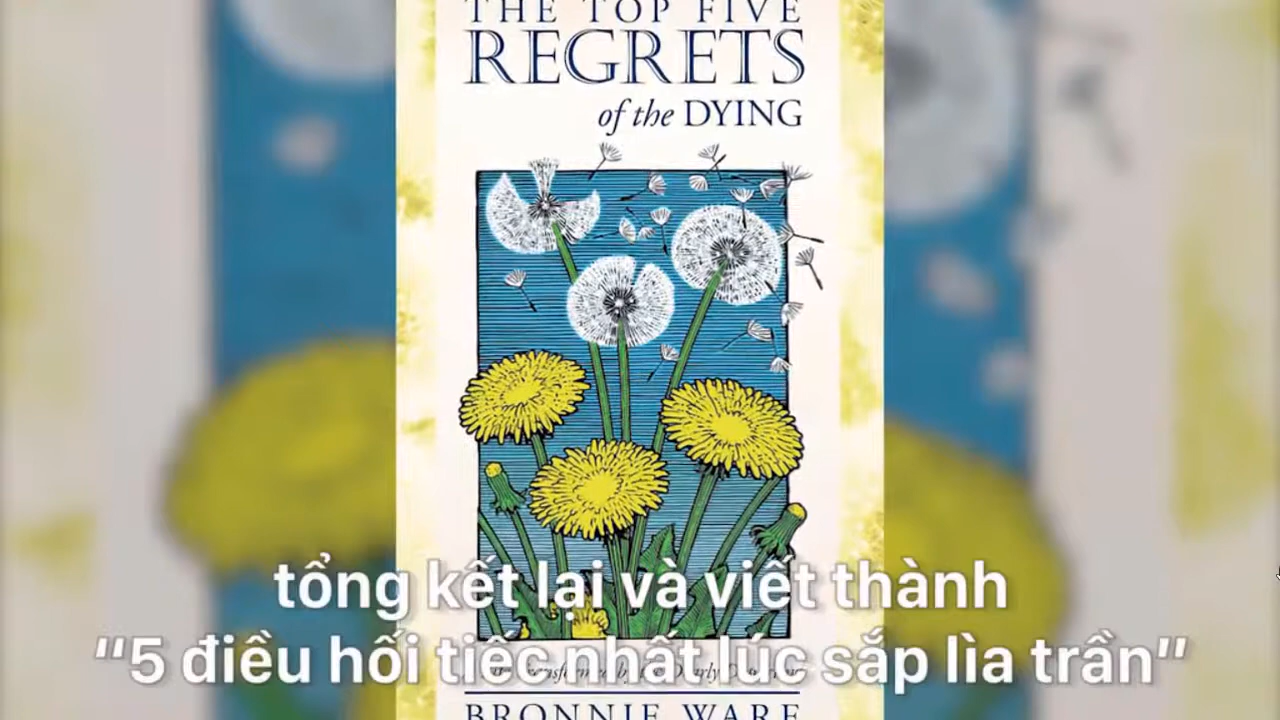 THE TOP FIVE
REGRETS
of the DYING
tổng kết lại và viết thành
“5 điều hối tiếc nhất lúc sắp lìa trần”
BRONNIE WARE